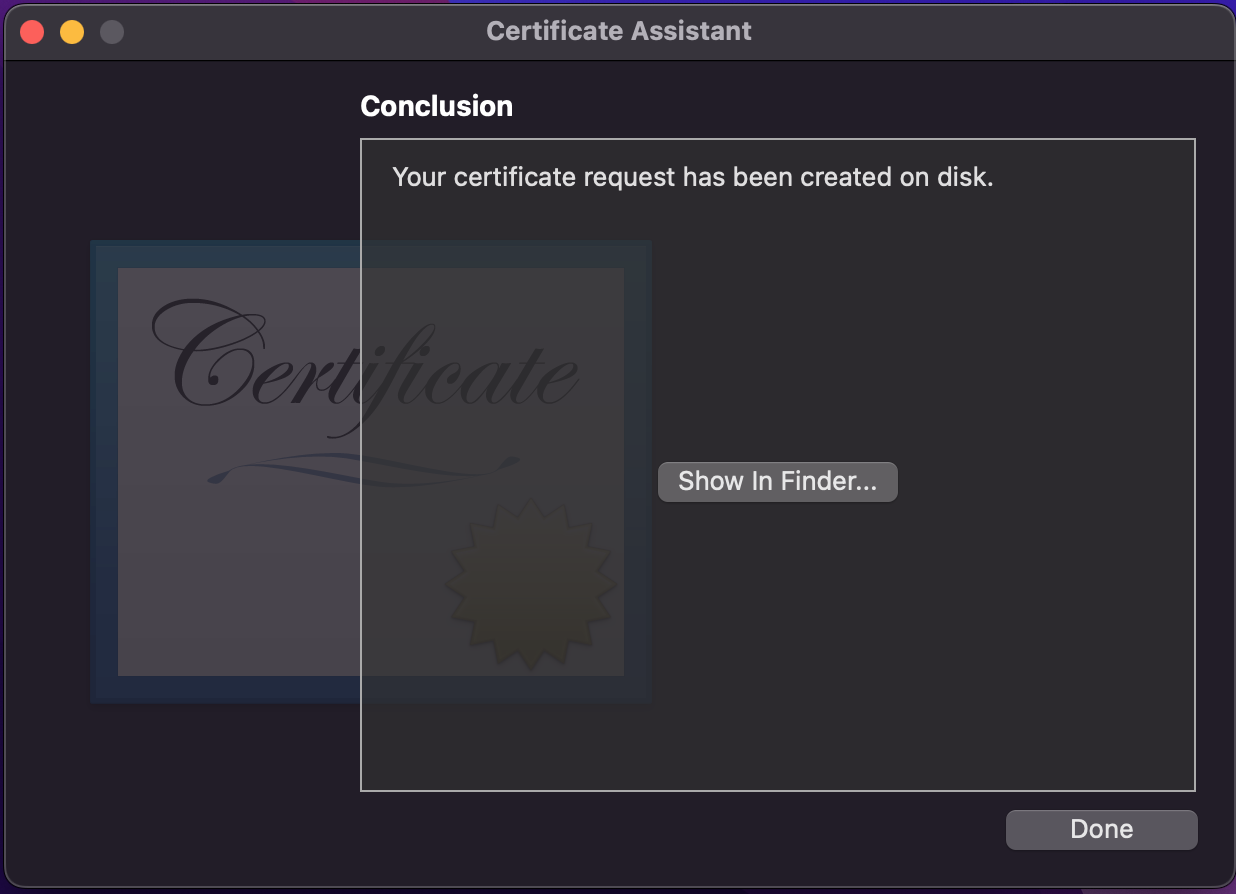 Certificate Assistant
Conclusion
Your certificate request has been created on disk.
Certificate
Show In Finder...
Done